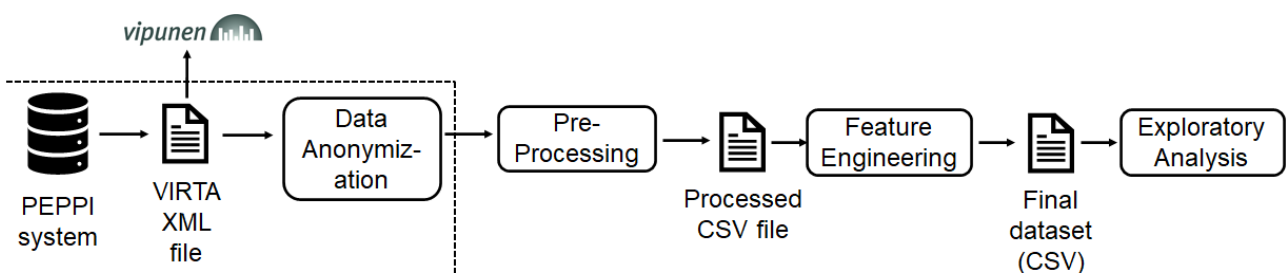 vipunen
PEPPI
system
VIRTA
XML
file
Data
Anonymiz-
ation
Pre-
Processing
Processed
CSV file
Feature
Engineering
Final
dataset
(CSV)
Exploratory
Analysis